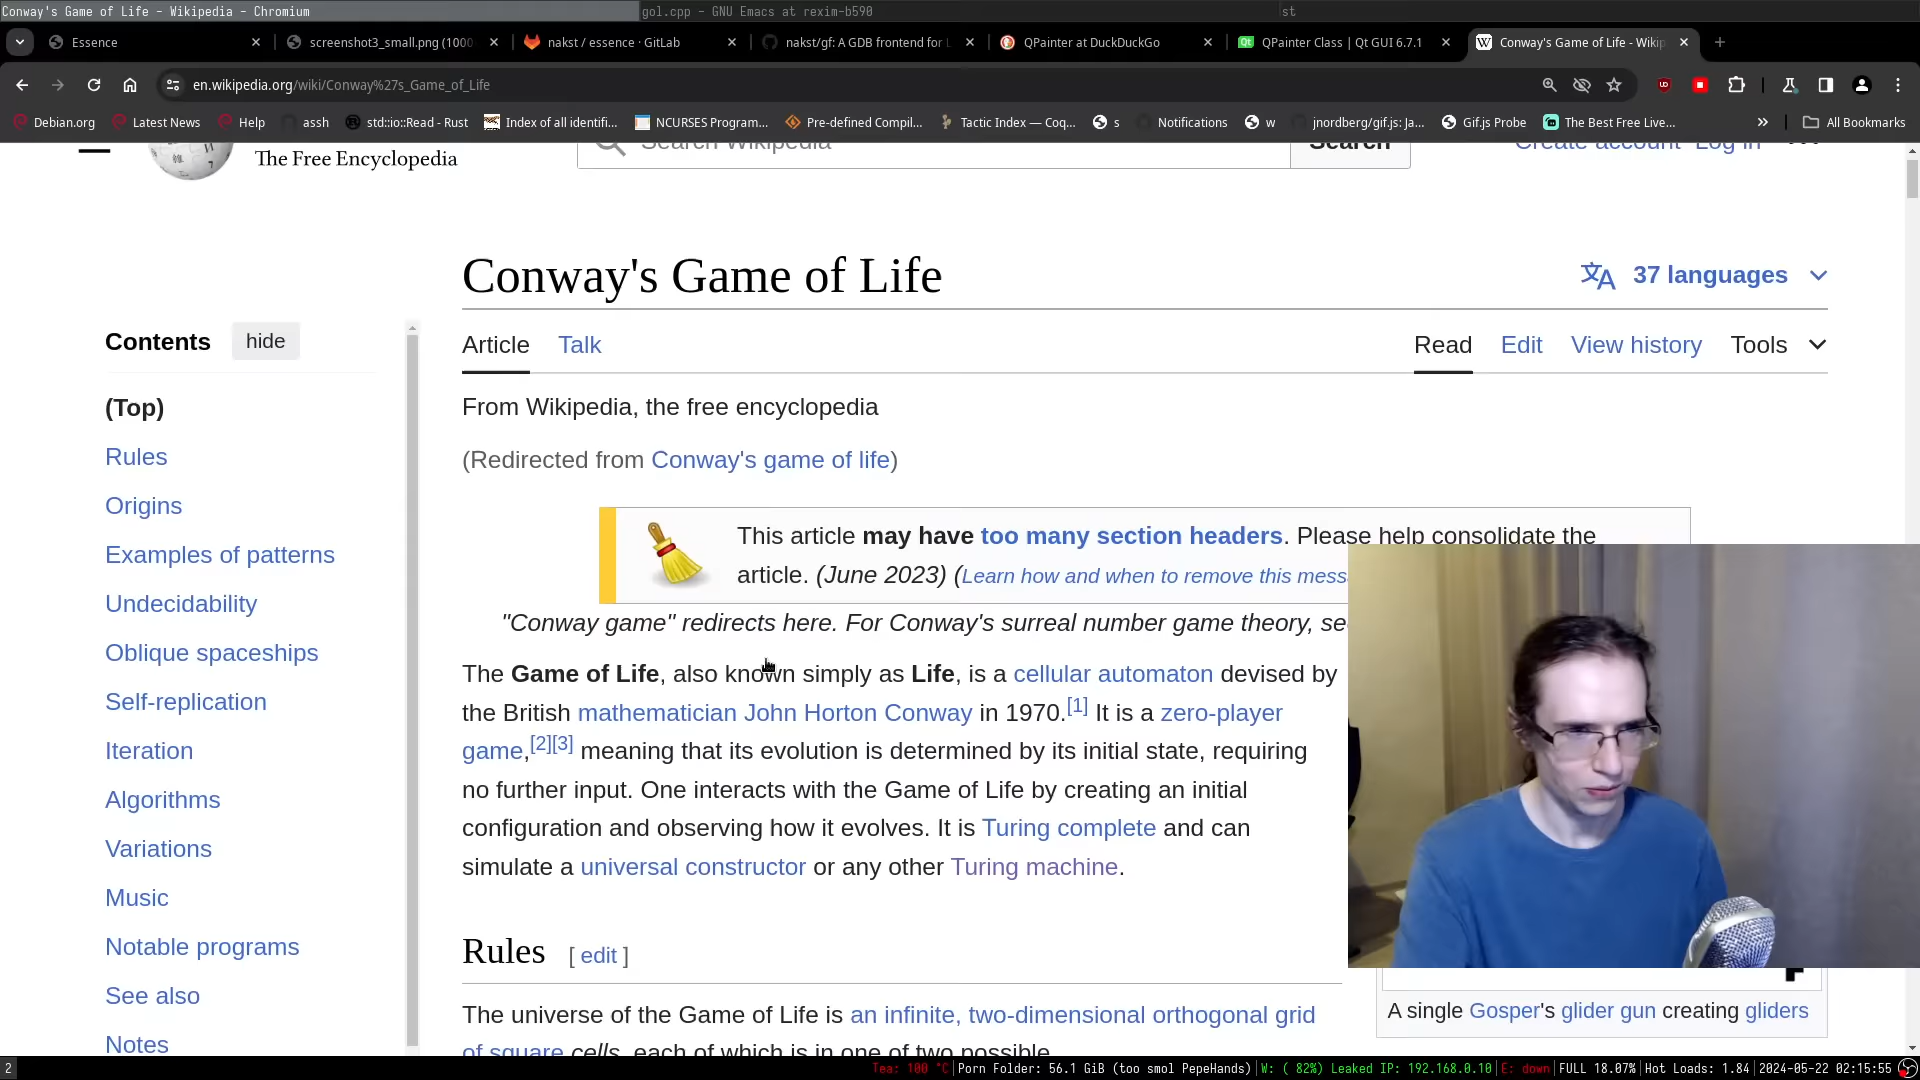 Conway's Game of Life - Wikipedia - Chromium
gol.cpp - GNU Emacs at rexim-b590
st
Essence
screenshot3_small.png (1000
nakst / essence · GitLab
nakst/gf: A GDB frontend for
QPainter at DuckDuckGo
QPainter Class | Qt GUI 6.7.1
Conway's Game of Life - Wikip
en.wikipedia.org/wiki/Conway%27s_Game_of_Life
Debian.org
Latest News
Help
assh
std::io::Read - Rust
Index of all identifi...
NCURSES Program...
Pre-defined Compil...
Tactic Index — Coq...
s
Notifications
w
jnordberg/gif.js: Ja...
Gif.js Probe
The Best Free Live...
All Bookmarks
The Free Encyclopedia
Search Wikipedia
Search
Create account
Log in
Conway's Game of Life
37 languages
Contents
hide
Article
Talk
Read
Edit
View history
Tools
(Top)
Rules
Origins
Examples of patterns
Undecidability
Oblique spaceships
Self-replication
Iteration
Algorithms
Variations
Music
Notable programs
See also
Notes
From Wikipedia, the free encyclopedia
(Redirected from Conway's game of life)
This article may have too many section headers. Please help consolidate the
article. (June 2023) (Learn how and when to remove this mess
"Conway game" redirects here. For Conway's surreal number game theory, se
The Game of Life, also known simply as Life, is a cellular automaton devised by
the British mathematician John Horton Conway in 1970.[1] It is a zero-player
game,[2][3] meaning that its evolution is determined by its initial state, requiring
no further input. One interacts with the Game of Life by creating an initial
configuration and observing how it evolves. It is Turing complete and can
simulate a universal constructor or any other Turing machine.
Rules [ edit ]
The universe of the Game of Life is an infinite, two-dimensional orthogonal grid
of square cells, each of which is in one of two possible
A single Gosper's glider gun creating gliders
2
Tea: 100 °C|Porn Folder: 56.1 GiB (too smol PepeHands)|W: ( 82%) Leaked IP: 192.168.0.10|E: down|FULL 18.07%|Hot Loads: 1.84|2024-05-22 02:15:55